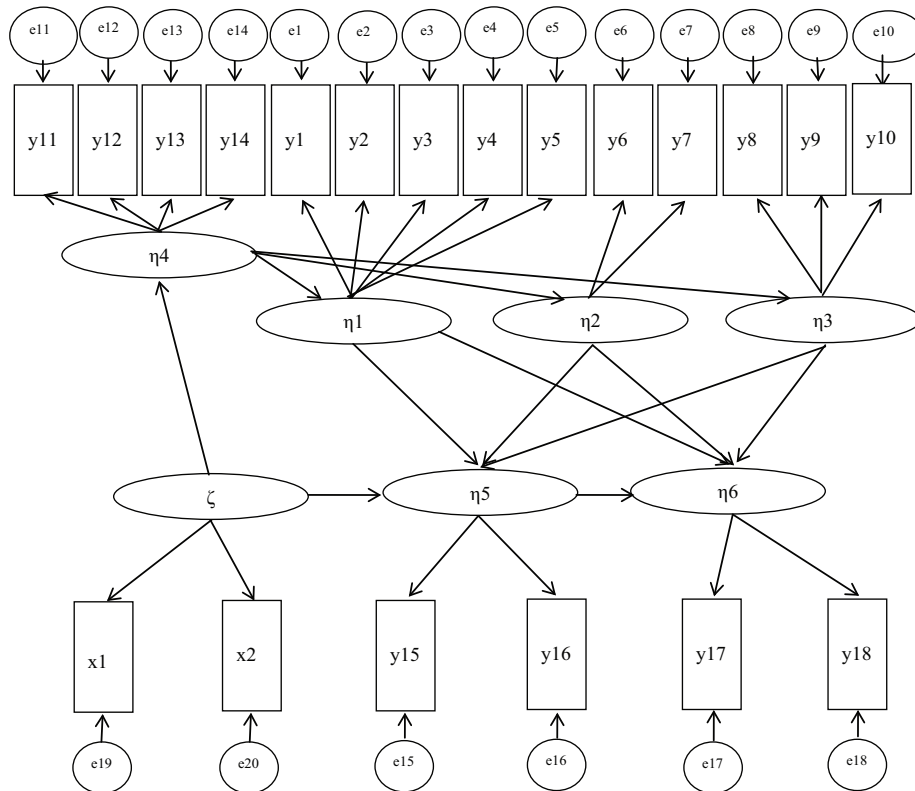 e11 e12 e13 e14 e1 e2 e3 e4 e5 e6 e7 e8 e9 e10
y11 y12 y13 y14 y1 y2 y3 y4 y5 y6 y7 y8 y9 y10
η4
η1 η2 η3
ζ η5 η6
x1 x2 y15 y16 y17 y18
e19 e20 e15 e16 e17 e18